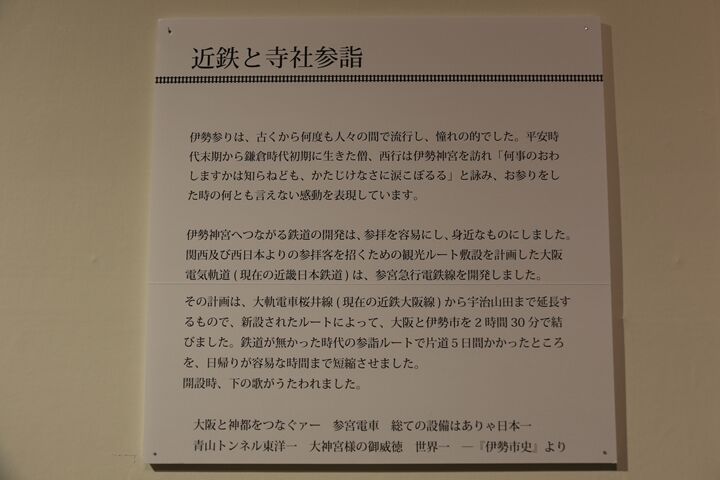 近鉄と寺社参詣
伊勢参りは、古くから何度も人々の間で流行し、憧れの的でした。平安時
代末期から鎌倉時代初期に生きた僧、西行は伊勢神宮を訪れ「何事のおわ
しますかは知らねども、かたじけなさに涙こぼるる」と詠み、お参りをし
た時の何とも言えない感動を表現しています。
伊勢神宮へつながる鉄道の開発は、参拝を容易にし、身近なものにしました。
関西及び西日本よりの参拝客を招くための観光ルート敷設を計画した大阪
電気軌道(現在の近畿日本鉄道)は、参宮急行電鉄線を開発しました。
その計画は、大軌電車桜井線(現在の近鉄大阪線)から宇治山田まで延長す
るもので、新設されたルートによって、大阪と伊勢市を2時間30分で結
びました。鉄道が無かった時代の参詣ルートで片道5日間かかったところ
を、日帰りが容易な時間まで短縮させました。
開設時、下の歌がうたわれました。
大阪と神都をつなぐァー　参宮電車　総ての設備はありゃ日本一
青山トンネル東洋一　大神宮様の御威徳　世界一　―『伊勢市史』より